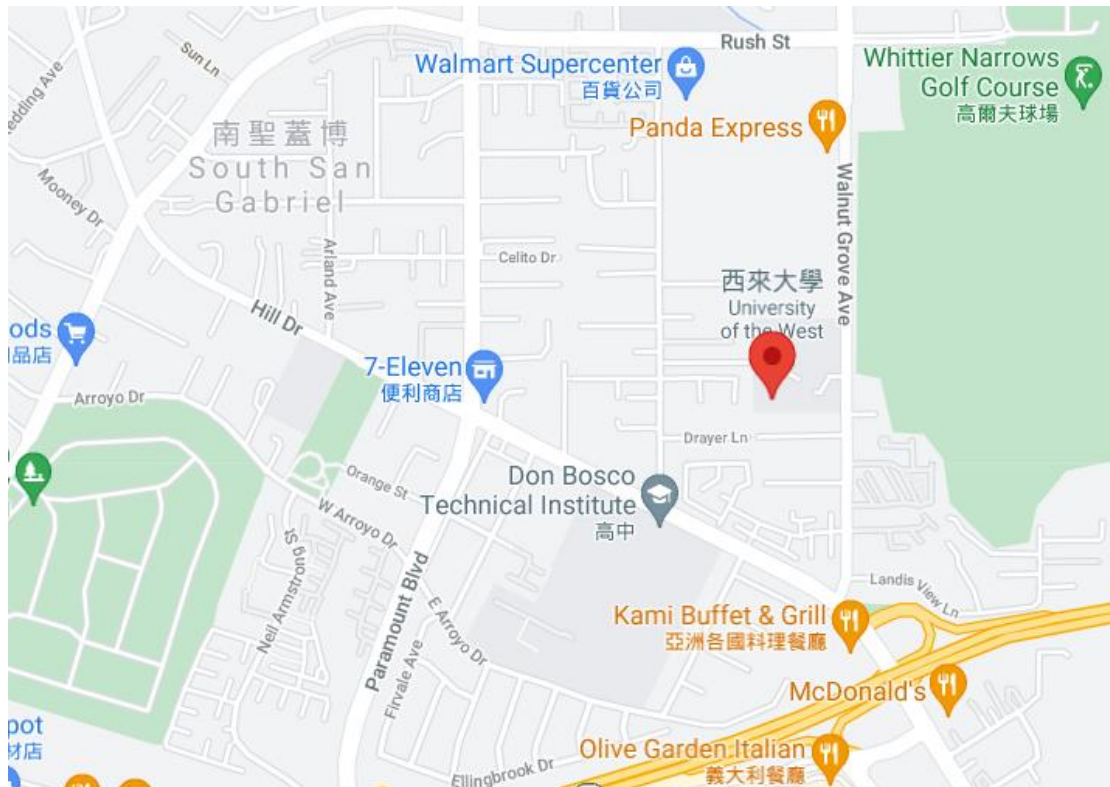 Rush St
Walmart Supercenter
百貨公司
Whittier Narrows
Golf Course
高爾夫球場
Sun Ln
edding Ave
Panda Express
南聖蓋博
South San
Gabriel
Mooney Dr
Walnut Grove Ave
Arland Ave
Celito Dr
西來大學
University
of the West
Hill Dr
ods
品店
7-Eleven
便利商店
Arroyo Dr
Drayer Ln
Orange St
Don Bosco
Technical Institute
高中
W Arroyo Dr
Neil Armstrong St
Paramount Blvd
E Arroyo Dr
Firvale Ave
Landis View Ln
Kami Buffet & Grill
亞洲各國料理餐廳
McDonald's
pot
材店
Olive Garden Italian
義大利餐廳
Ellingbrook Dr